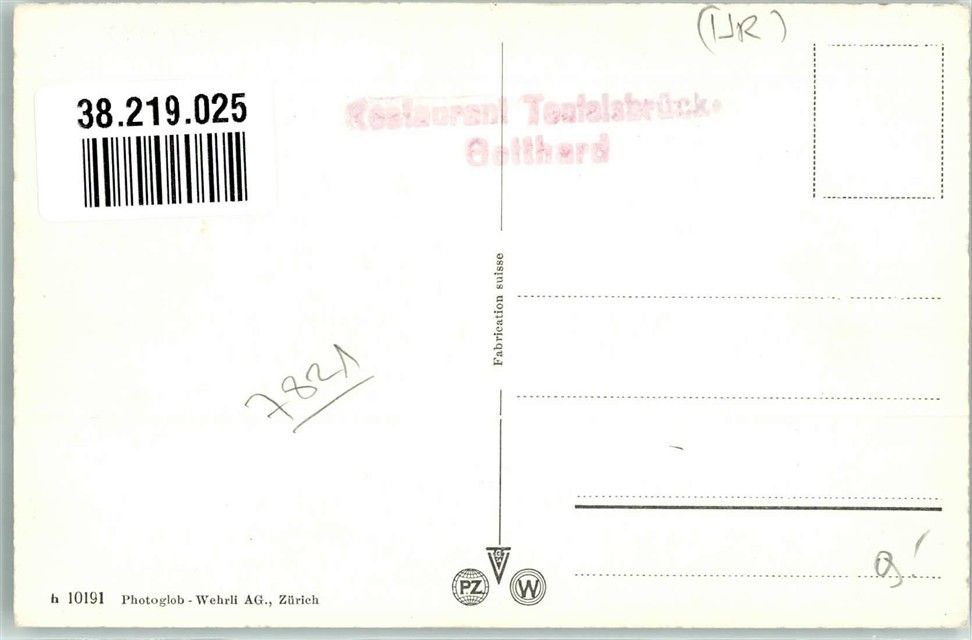 (UR)
38.219.025
Restaurant Teufelsbrücke
Gotthard
Fabrication suisse
7821
PZ
W
h 10191 Photoglob - Wehrli AG., Zürich